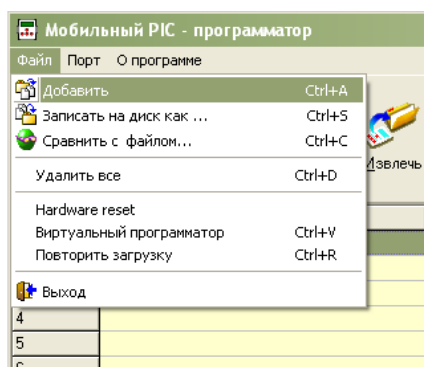 Мобильный PIC - программатор
Файл Порт О программе
Добавить Ctrl+A
Записать на диск как ... Ctrl+S
Сравнить с файлом... Ctrl+C
Извлечь
Удалить все Ctrl+D
Hardware reset
Виртуальный программатор Ctrl+V
Повторить загрузку Ctrl+R
Выход
4
5